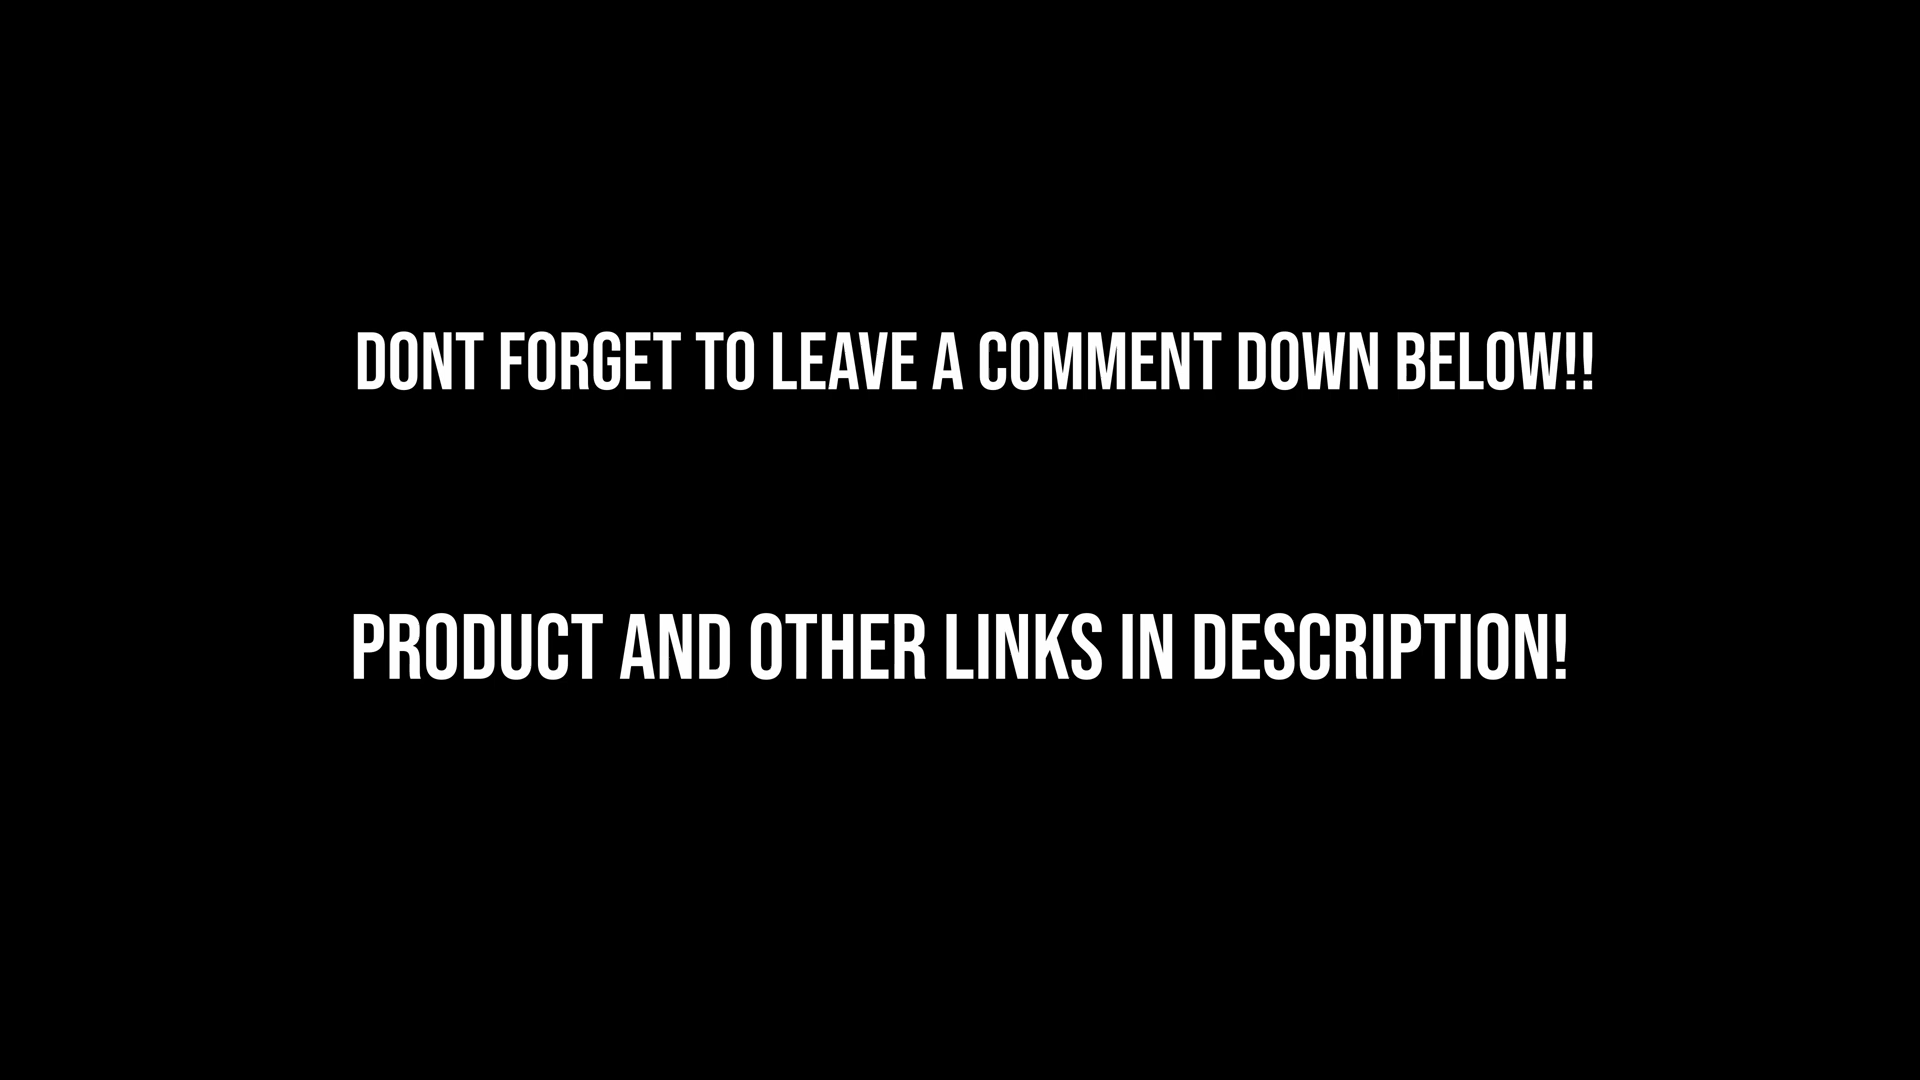 DONT FORGET TO LEAVE A COMMENT DOWN BELOW!!
PRODUCT AND OTHER LINKS IN DESCRIPTION!